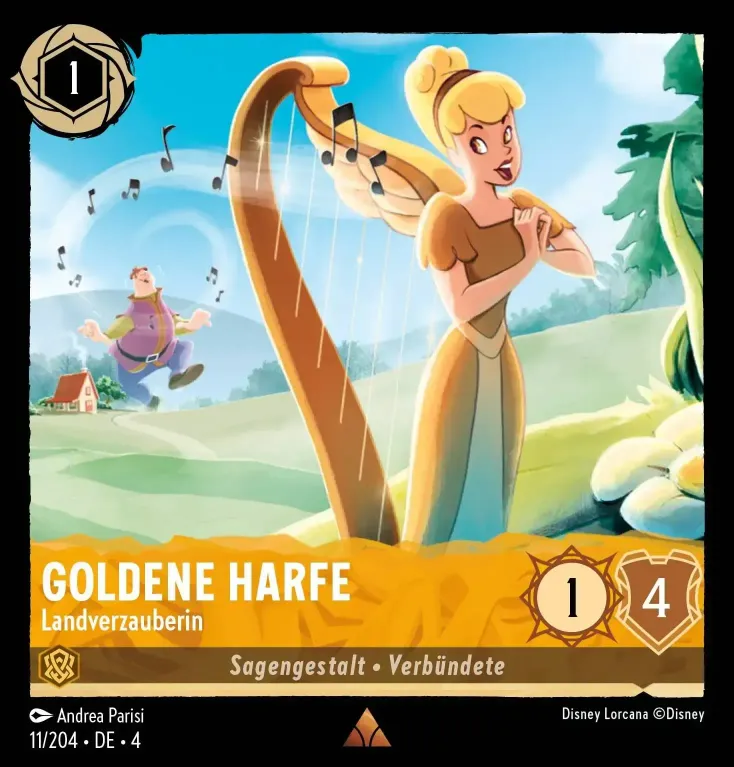 1
GOLDENE HARFE
Landverzauberin
1 4
Sagengestalt • Verbündete
Andrea Parisi
Disney Lorcana ©Disney
11/204 • DE • 4